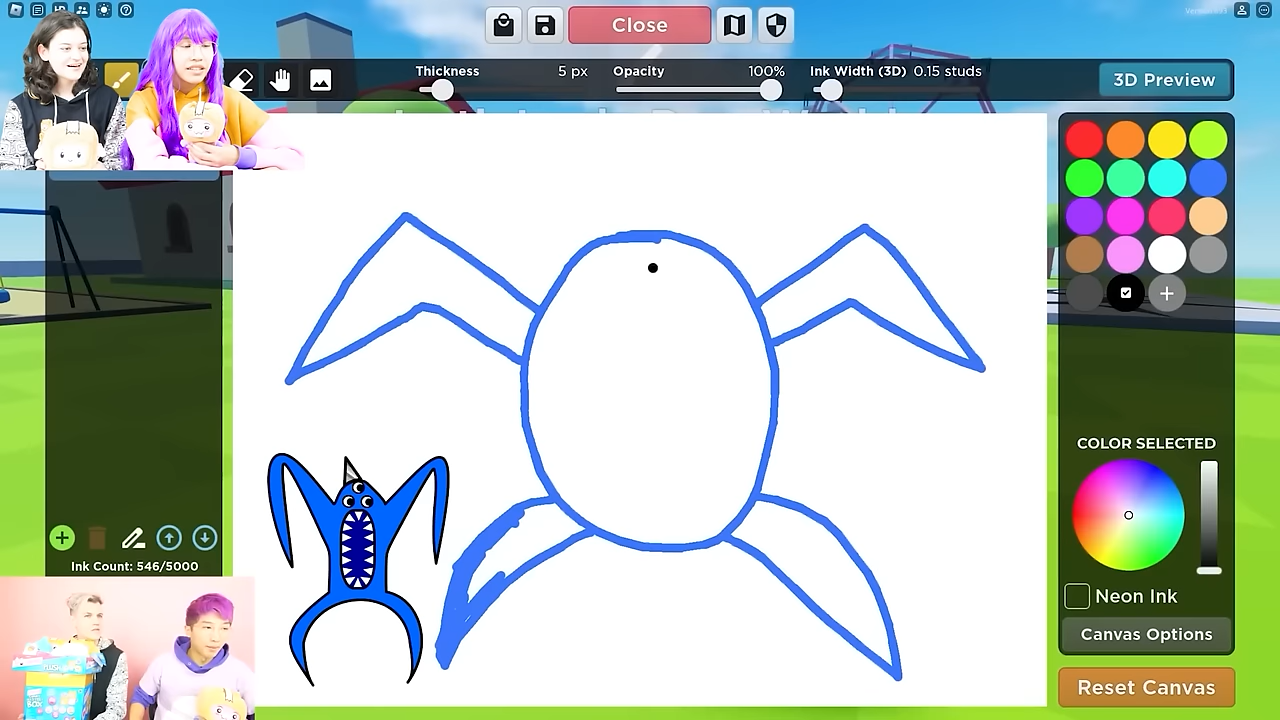 Close
Thickness 5 px Opacity 100% Ink Width (3D) 0.15 studs
3D Preview
COLOR SELECTED
Ink Count: 546/5000
Neon Ink
Canvas Options
Reset Canvas